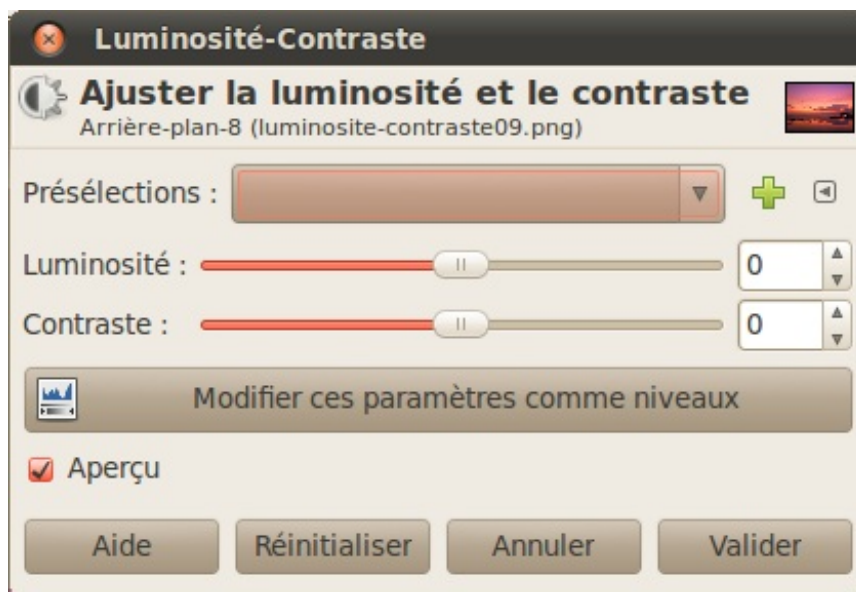 Luminosité-Contraste
Ajuster la luminosité et le contraste
Arrière-plan-8 (luminosite-contraste09.png)
Présélections :
Luminosité : 0
Contraste : 0
Modifier ces paramètres comme niveaux
Aperçu
Aide Réinitialiser Annuler Valider